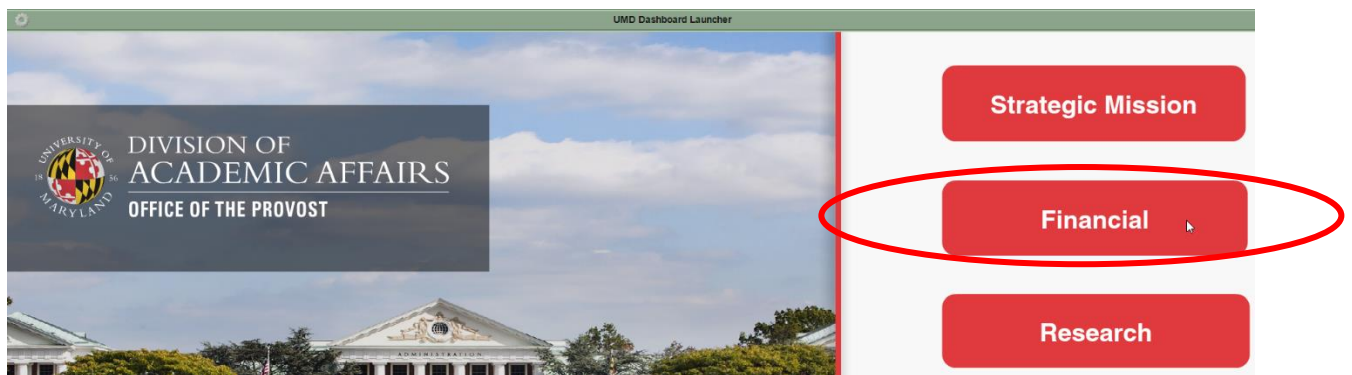 UMD Dashboard Launcher
UNIVERSITY OF
18 56
MARYLAND
DIVISION OF
ACADEMIC AFFAIRS
OFFICE OF THE PROVOST
Strategic Mission
Financial
Research
ADMINISTRATION